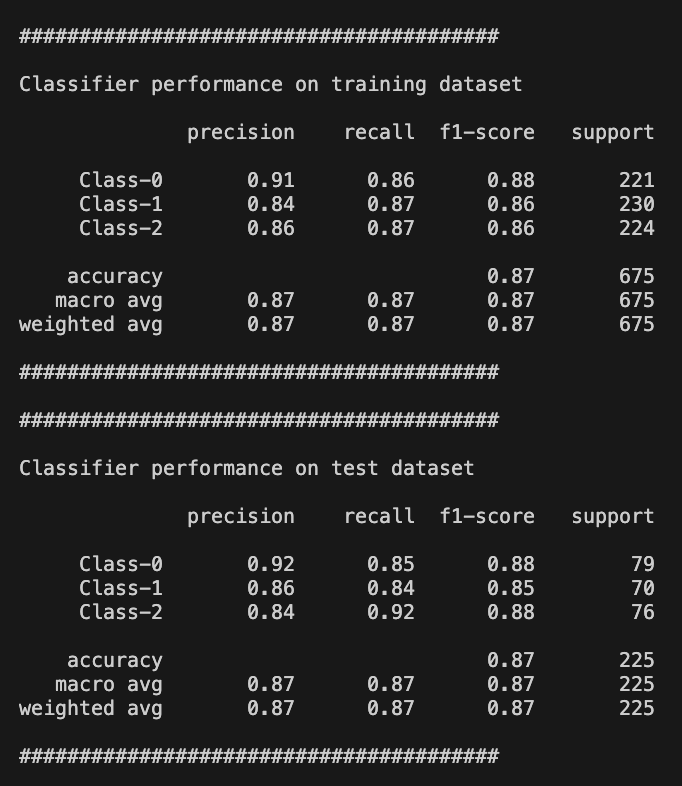 ########################################
Classifier performance on training dataset
precision recall f1-score support
Class-0 0.91 0.86 0.88 221
Class-1 0.84 0.87 0.86 230
Class-2 0.86 0.87 0.86 224
accuracy 0.87 675
macro avg 0.87 0.87 0.87 675
weighted avg 0.87 0.87 0.87 675
########################################
########################################
Classifier performance on test dataset
precision recall f1-score support
Class-0 0.92 0.85 0.88 79
Class-1 0.86 0.84 0.85 70
Class-2 0.84 0.92 0.88 76
accuracy 0.87 225
macro avg 0.87 0.87 0.87 225
weighted avg 0.87 0.87 0.87 225
########################################